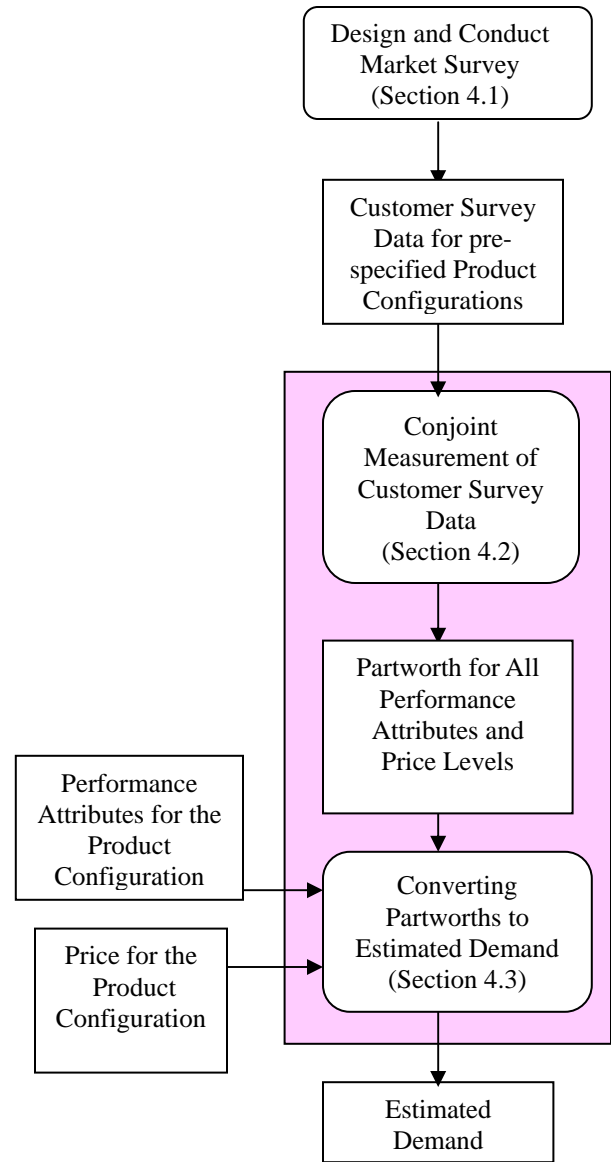 Design and Conduct
Market Survey
(Section 4.1)
Customer Survey
Data for pre-
specified Product
Configurations
Conjoint
Measurement of
Customer Survey
Data
(Section 4.2)
Partworth for All
Performance
Attributes and
Price Levels
Performance
Attributes for the
Product
Configuration
Price for the
Product
Configuration
Converting
Partworths to
Estimated Demand
(Section 4.3)
Estimated
Demand